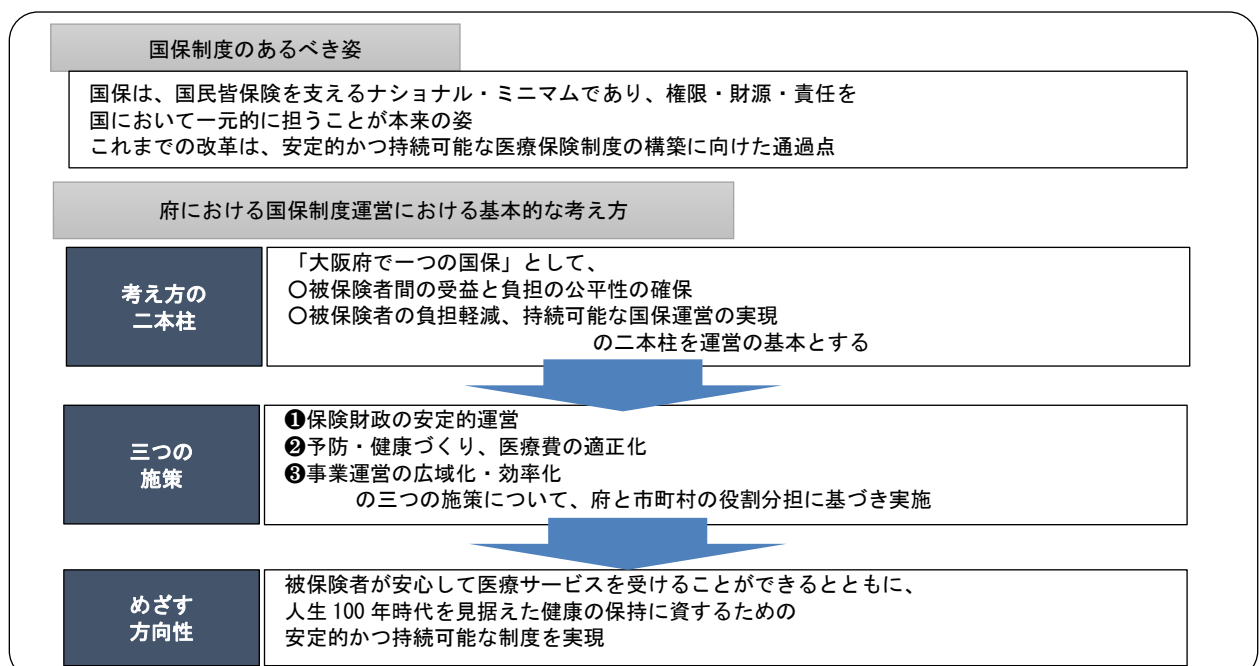 国保制度のあるべき姿
国保は、国民皆保険を支えるナショナル・ミニマムであり、権限・財源・責任を
国において一元的に担うことが本来の姿
これまでの改革は、安定的かつ持続可能な医療保険制度の構築に向けた通過点
府における国保制度運営における基本的な考え方
考え方の
二本柱
「大阪府で一つの国保」として、
〇被保険者間の受益と負担の公平性の確保
〇被保険者の負担軽減、持続可能な国保運営の実現
の二本柱を運営の基本とする
三つの
施策
❶保険財政の安定的運営
❷予防・健康づくり、医療費の適正化
❸事業運営の広域化・効率化
の三つの施策について、府と市町村の役割分担に基づき実施
めざす
方向性
被保険者が安心して医療サービスを受けることができるとともに、
人生 100 年時代を見据えた健康の保持に資するための
安定的かつ持続可能な制度を実現